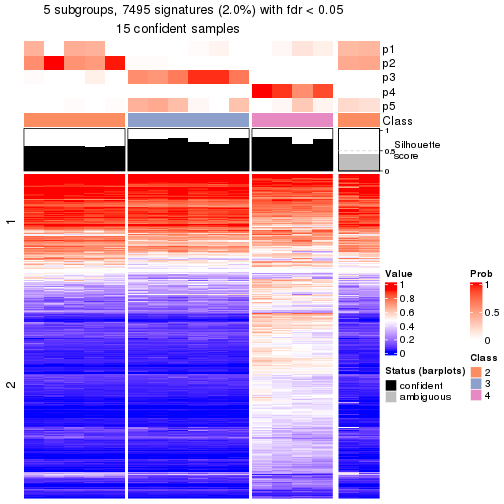 5 subgroups, 7495 signatures (2.0%) with fdr < 0.05
15 confident samples
p1
p2
p3
p4
p5
Class
1
0.5
0
Silhouette
score
1
2
Value
1
0.8
0.6
0.4
0.2
0
Status (barplots)
confident
ambiguous
Prob
1
0.5
0
Class
2
3
4